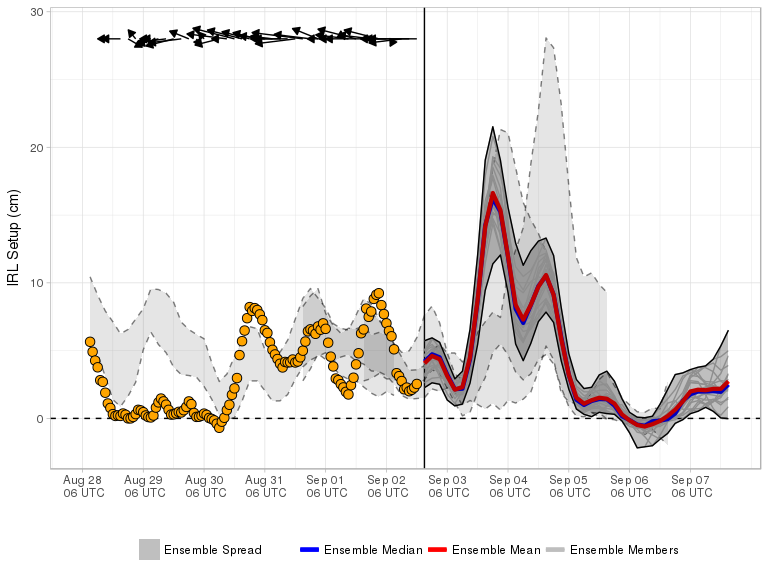 30
20
10
0
IRL Setup (cm)
Aug 28 Aug 29 Aug 30 Aug 31 Sep 01 Sep 02 Sep 03 Sep 04 Sep 05 Sep 06 Sep 07
06 UTC 06 UTC 06 UTC 06 UTC 06 UTC 06 UTC 06 UTC 06 UTC 06 UTC 06 UTC 06 UTC
Ensemble Spread Ensemble Median Ensemble Mean Ensemble Members